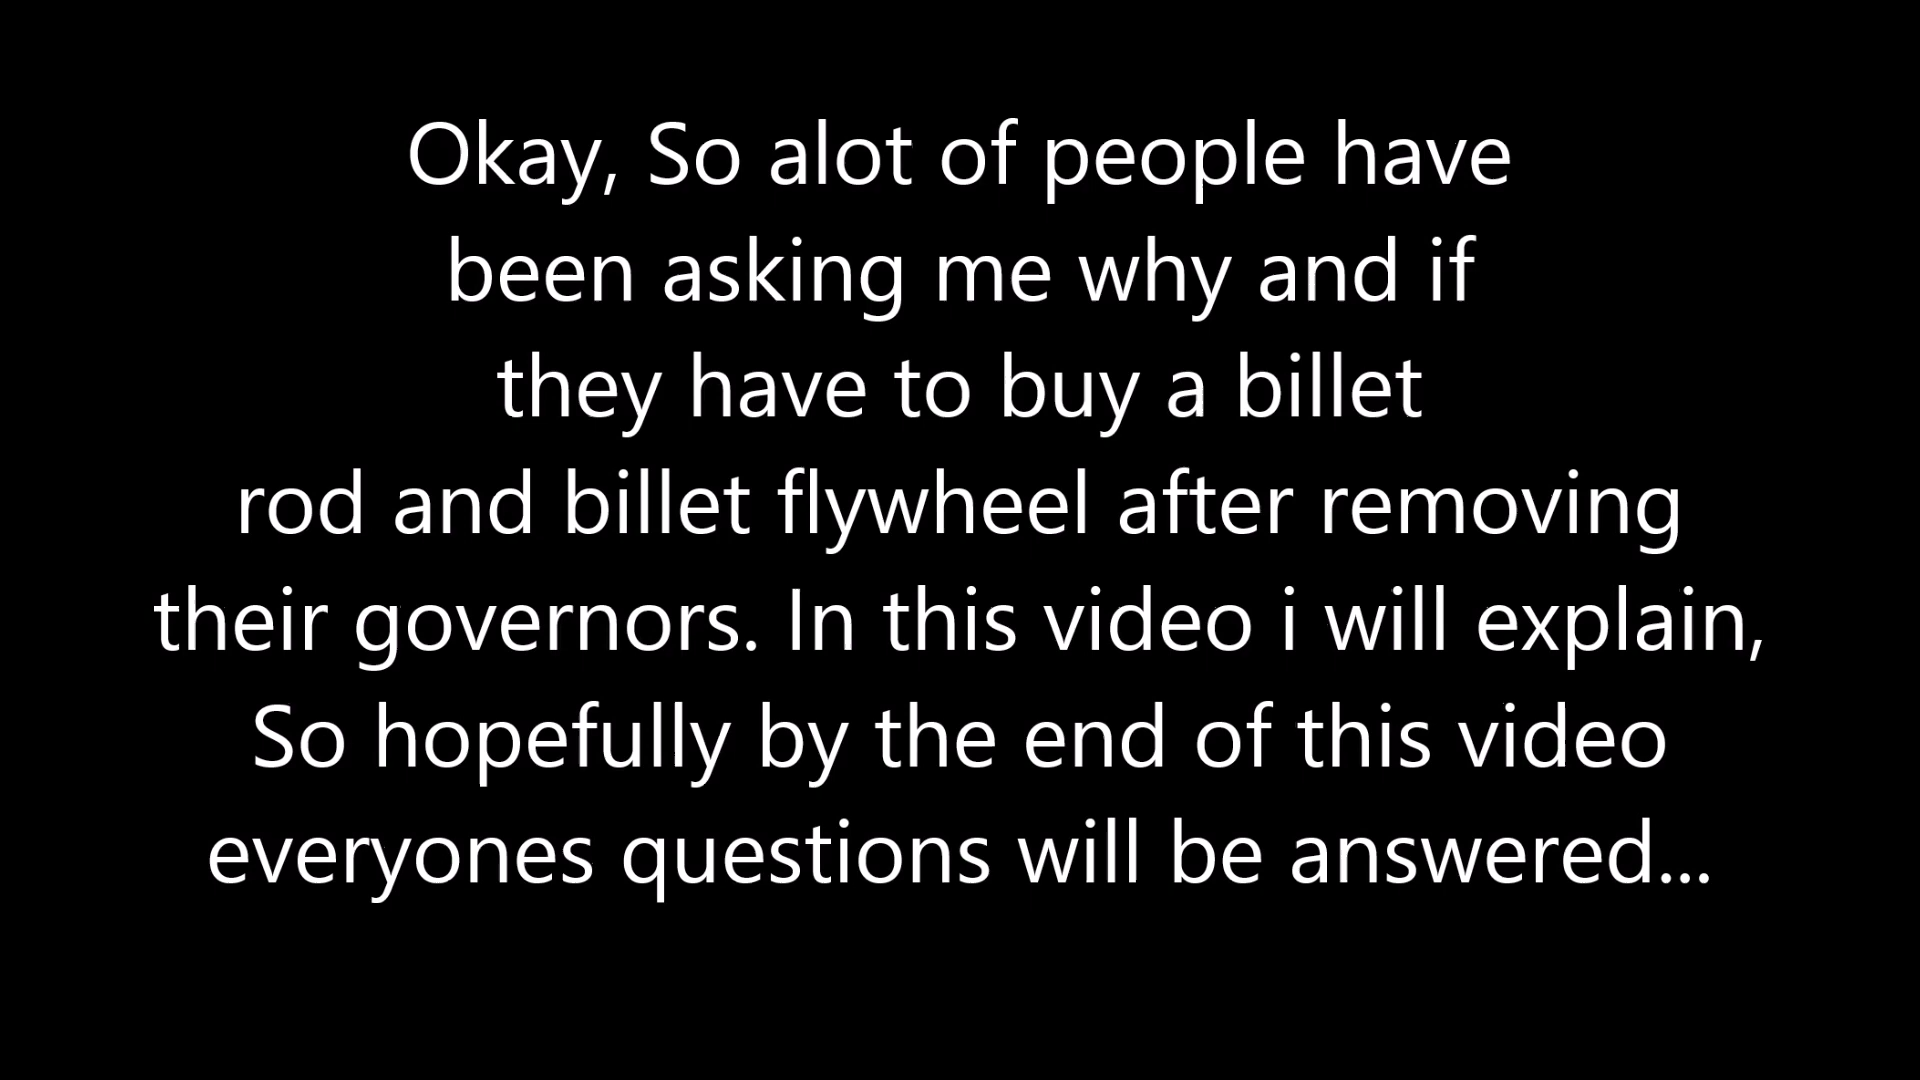 Okay, So alot of people have
been asking me why and if
they have to buy a billet
rod and billet flywheel after removing
their governors. In this video i will explain,
So hopefully by the end of this video
everyones questions will be answered...